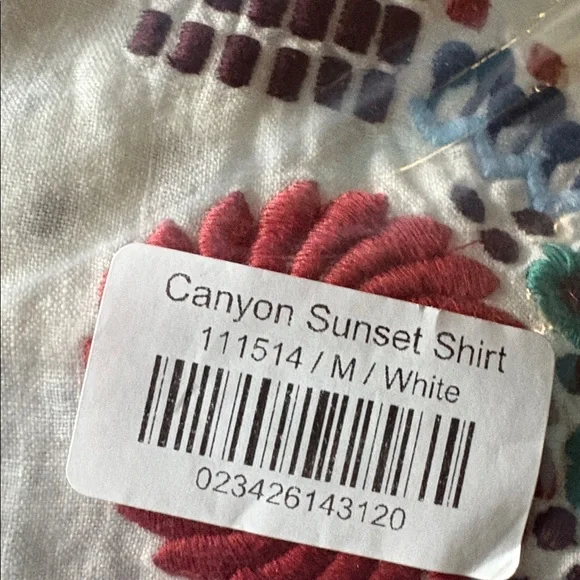 Canyon Sunset Shirt
111514 / M / White
023426143120